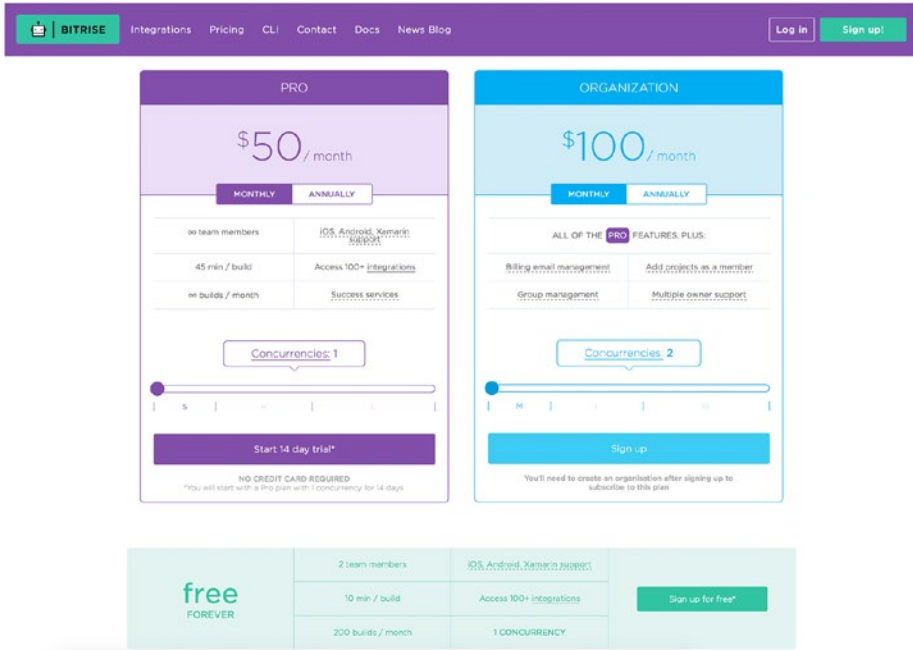 BITRISE Integrations Pricing CLI Contact Docs News Blog Log in Sign up!
PRO
$50/ month
MONTHLY ANNUALLY
∞ team members
iOS, Android, Xamarin
support
45 min / build
Access 100+ integrations
∞ builds / month
Success services
Concurrencies: 1
S
L
Start 14 day trial*
NO CREDIT CARD REQUIRED
*You will start with a Pro plan with 1 concurrency for 14 days
ORGANIZATION
$100/ month
MONTHLY ANNUALLY
ALL OF THE PRO FEATURES, PLUS:
Billing email management
Add projects as a member
Group management
Multiple owner support
Concurrencies: 2
M
Sign up
You'll need to create an organisation after signing up to
subscribe to this plan
free
FOREVER
2 team members
iOS, Android, Xamarin support
10 min / build
Access 100+ integrations
200 builds / month
1 CONCURRENCY
Sign up for free*